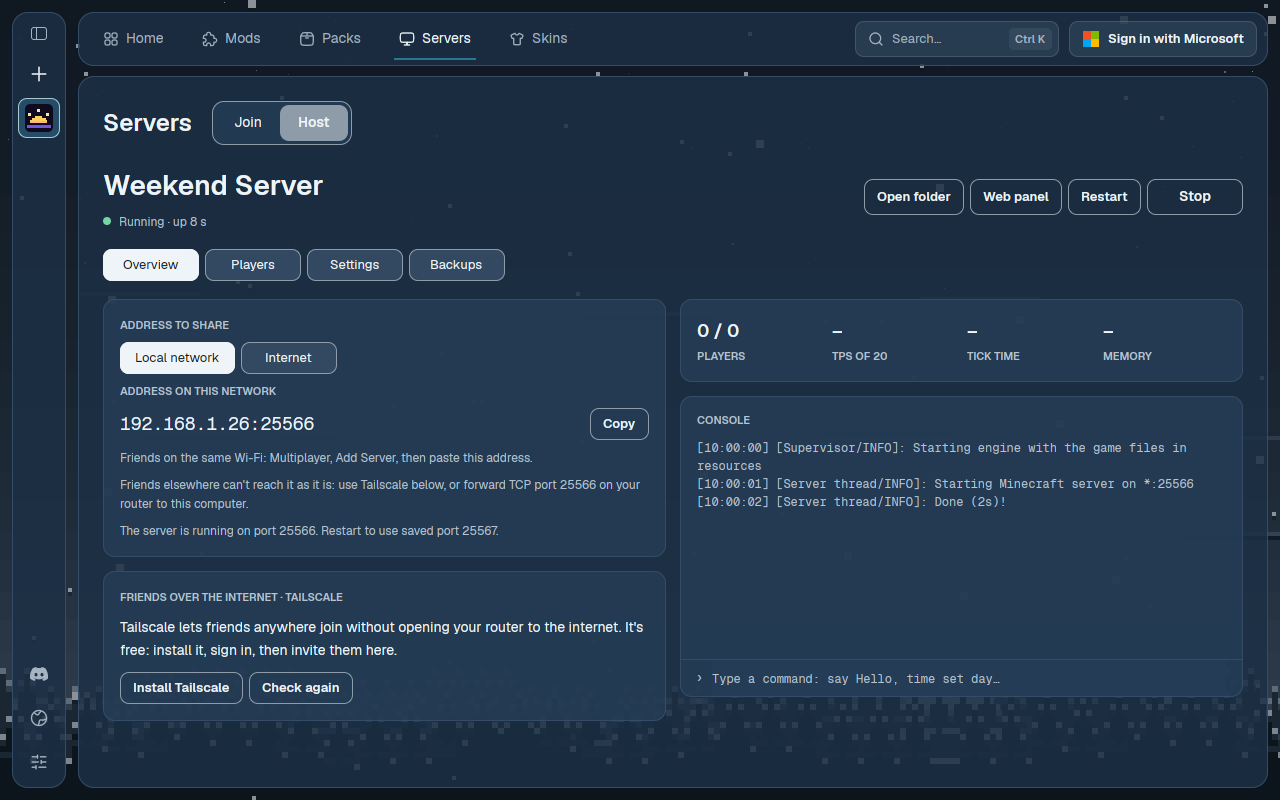 Home
Mods
Packs
Servers
Skins
Search...
Ctrl K
Sign in with Microsoft
Servers
Join
Host
Weekend Server
Running · up 8 s
Open folder
Web panel
Restart
Stop
Overview
Players
Settings
Backups
ADDRESS TO SHARE
Local network
Internet
ADDRESS ON THIS NETWORK
192.168.1.26:25566
Copy
Friends on the same Wi-Fi: Multiplayer, Add Server, then paste this address.
Friends elsewhere can't reach it as it is: use Tailscale below, or forward TCP port 25566 on your
router to this computer.
The server is running on port 25566. Restart to use saved port 25567.
FRIENDS OVER THE INTERNET · TAILSCALE
Tailscale lets friends anywhere join without opening your router to the internet. It's
free: install it, sign in, then invite them here.
Install Tailscale
Check again
0 / 0
PLAYERS
–
TPS OF 20
–
TICK TIME
–
MEMORY
CONSOLE
[10:00:00] [Supervisor/INFO]: Starting engine with the game files in
resources
[10:00:01] [Server thread/INFO]: Starting Minecraft server on *:25566
[10:00:02] [Server thread/INFO]: Done (2s)!
› Type a command: say Hello, time set day…